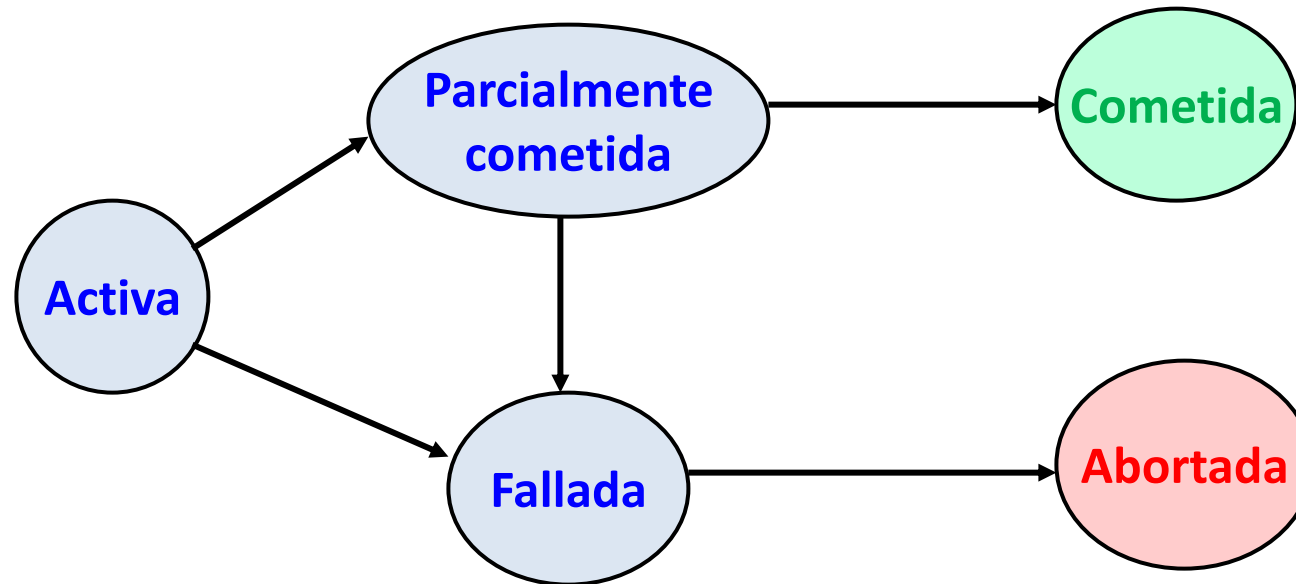 Parcialmente
cometida
Cometida
Activa
Fallada
Abortada